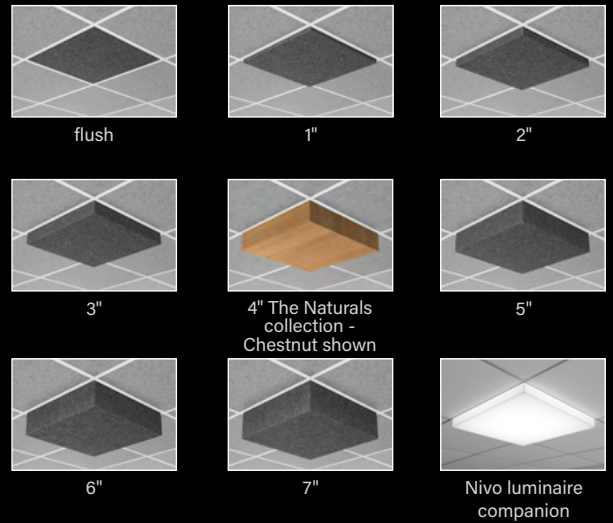 flush
1"
2"
3"
4" The Naturals
collection -
Chestnut shown
5"
6"
7"
Nivo luminaire
companion